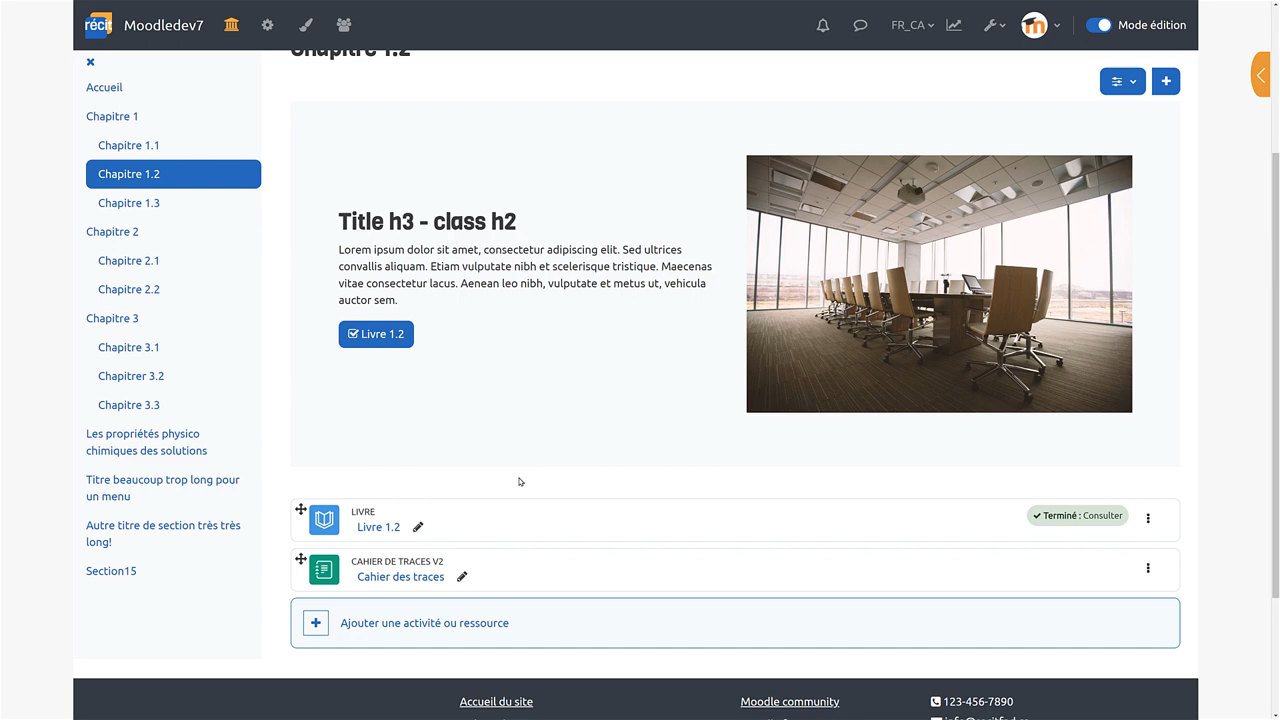 récit Moodledev7 FR_CA Mode édition
Chapitre 1.2
Accueil
Chapitre 1
Chapitre 1.1
Chapitre 1.2
Chapitre 1.3
Chapitre 2
Chapitre 2.1
Chapitre 2.2
Chapitre 3
Chapitre 3.1
Chapitrer 3.2
Chapitre 3.3
Les propriétés physico
chimiques des solutions
Titre beaucoup trop long pour
un menu
Autre titre de section très très
long!
Section15
Title h3 - class h2
Lorem ipsum dolor sit amet, consectetur adipiscing elit. Sed ultrices
convallis aliquam. Etiam vulputate nibh et scelerisque tristique. Maecenas
vitae consectetur lacus. Aenean leo nibh, vulputate et metus ut, vehicula
auctor sem.
Livre 1.2
LIVRE
Livre 1.2
Terminé : Consulter
CAHIER DE TRACES V2
Cahier des traces
Ajouter une activité ou ressource
Accueil du site
Moodle community
123-456-7890